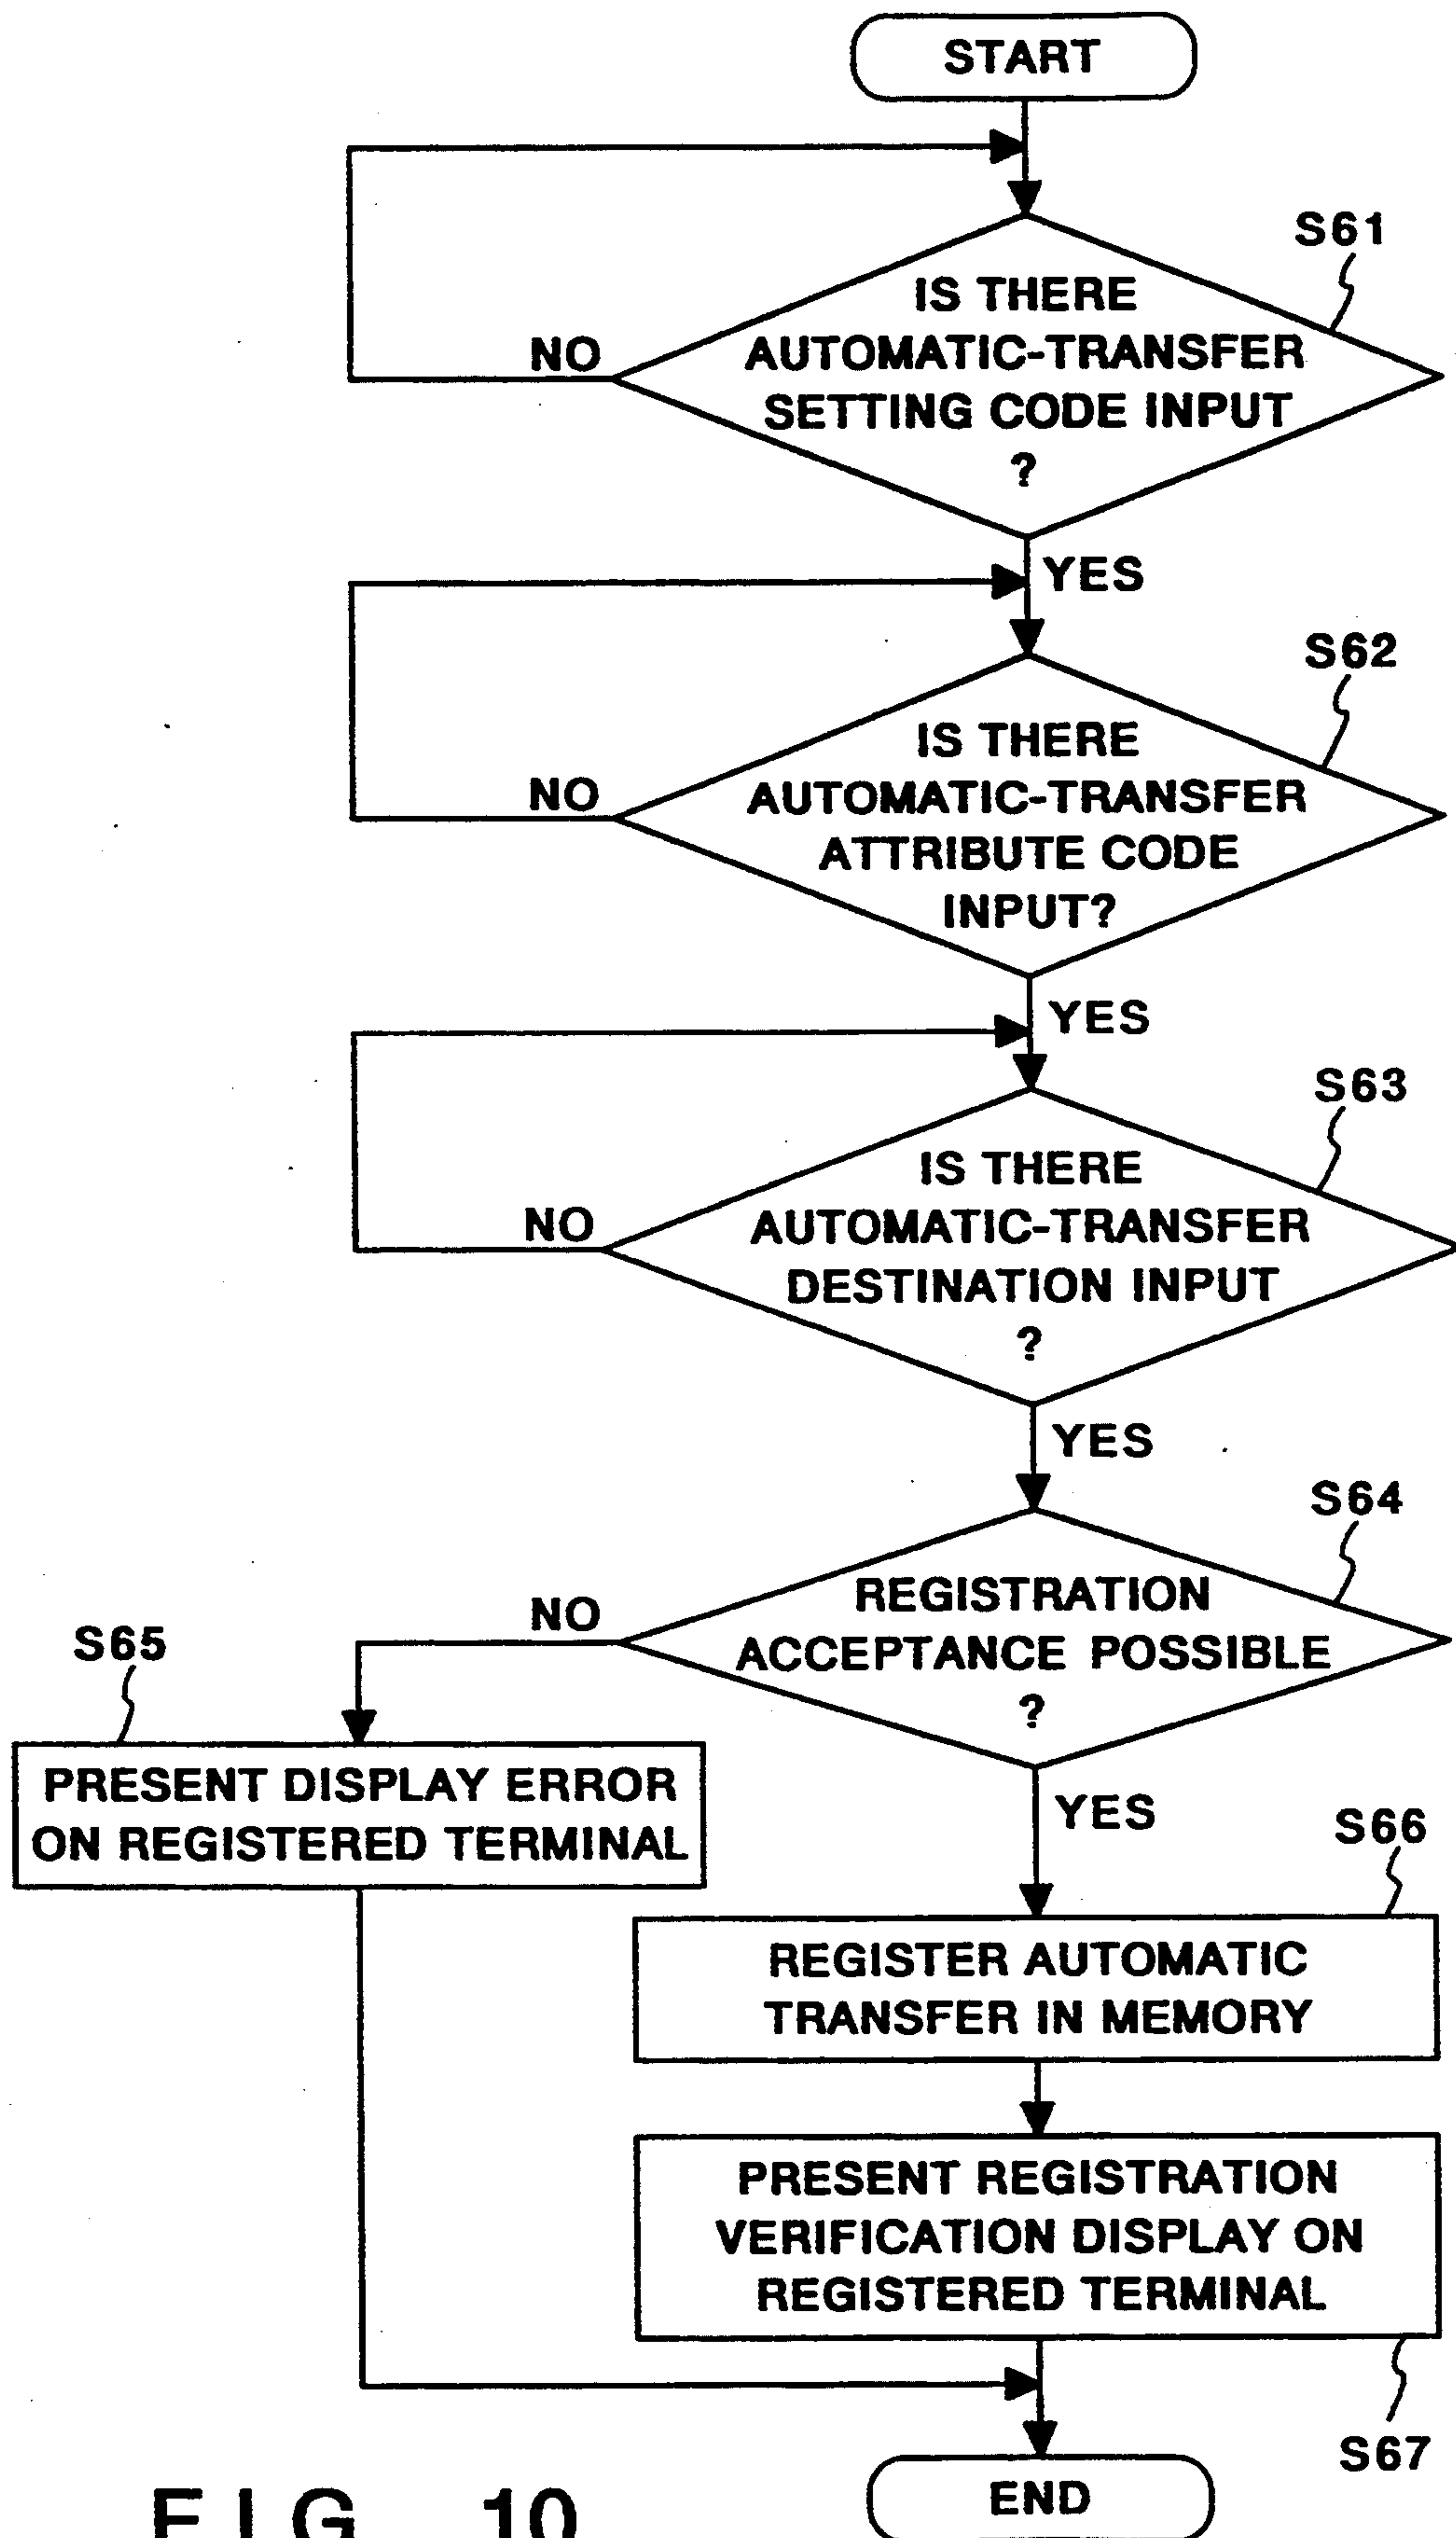 START
S61
IS THERE
AUTOMATIC-TRANSFER
SETTING CODE INPUT
?
NO
YES
S62
IS THERE
AUTOMATIC-TRANSFER
ATTRIBUTE CODE
INPUT?
NO
YES
S63
IS THERE
AUTOMATIC-TRANSFER
DESTINATION INPUT
?
NO
YES
S64
REGISTRATION
ACCEPTANCE POSSIBLE
?
NO
S65
PRESENT DISPLAY ERROR
ON REGISTERED TERMINAL
YES
S66
REGISTER AUTOMATIC
TRANSFER IN MEMORY
PRESENT REGISTRATION
VERIFICATION DISPLAY ON
REGISTERED TERMINAL
S67
END
FIG 10